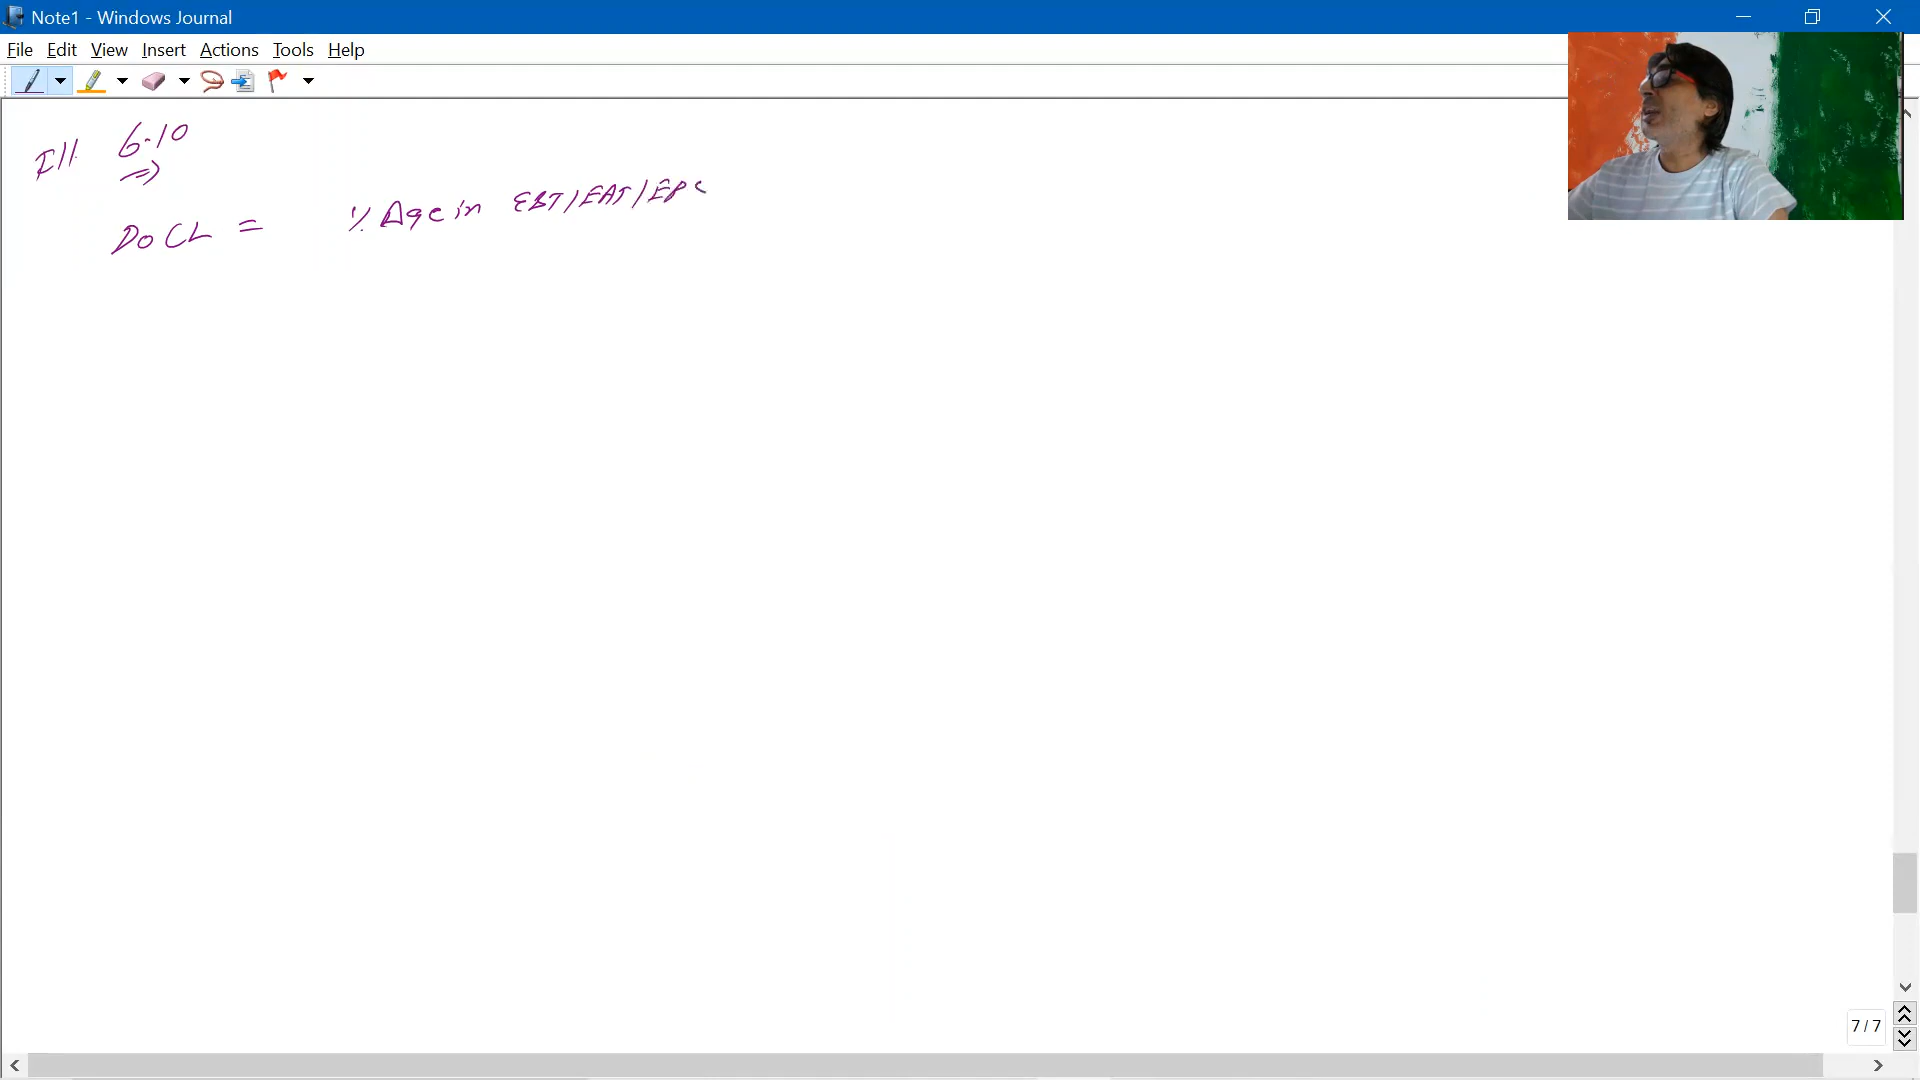 Note1 - Windows Journal
File Edit View Insert Actions Tools Help
Ill 6.10
⇒
DoCL = % Age in EBT/EAT/EPS
7 / 7